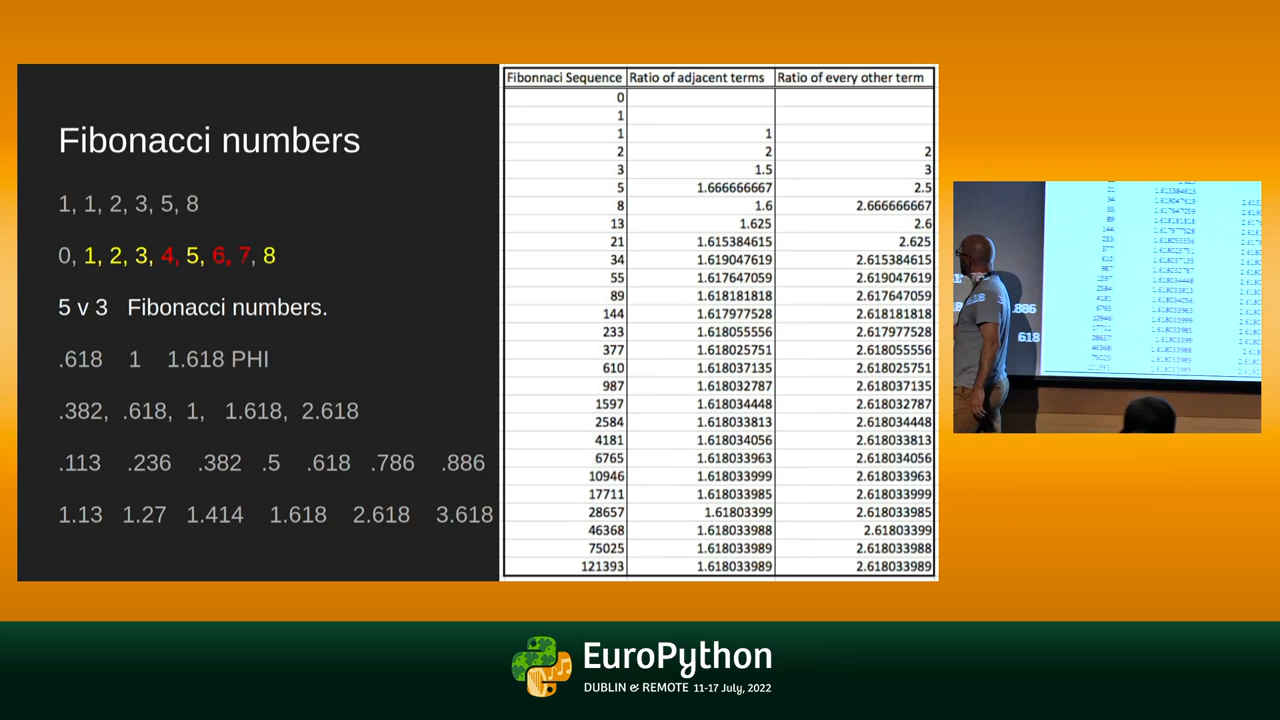 Fibonacci numbers
1, 1, 2, 3, 5, 8
0, 1, 2, 3, 4, 5, 6, 7, 8
5 v 3 Fibonacci numbers.
.618 1 1.618 PHI
.382, .618, 1, 1.618, 2.618
.113 .236 .382 .5 .618 .786 .886
1.13 1.27 1.414 1.618 2.618 3.618
Fibonnaci Sequence Ratio of adjacent terms Ratio of every other term
0
1
1 1
2 2 2
3 1.5 3
5 1.666666667 2.5
8 1.6 2.666666667
13 1.625 2.6
21 1.615384615 2.625
34 1.619047619 2.615384615
55 1.617647059 2.619047619
89 1.618181818 2.617647059
144 1.617977528 2.618181818
233 1.618055556 2.617977528
377 1.618025751 2.618055556
610 1.618037135 2.618025751
987 1.618032787 2.618037135
1597 1.618034448 2.618032787
2584 1.618033813 2.618034448
4181 1.618034056 2.618033813
6765 1.618033963 2.618034056
10946 1.618033999 2.618033963
17711 1.618033985 2.618033999
28657 1.61803399 2.618033985
46368 1.618033988 2.61803399
75025 1.618033989 2.618033988
121393 1.618033989 2.618033989
.886
618
EuroPython
DUBLIN & REMOTE 11-17 July, 2022